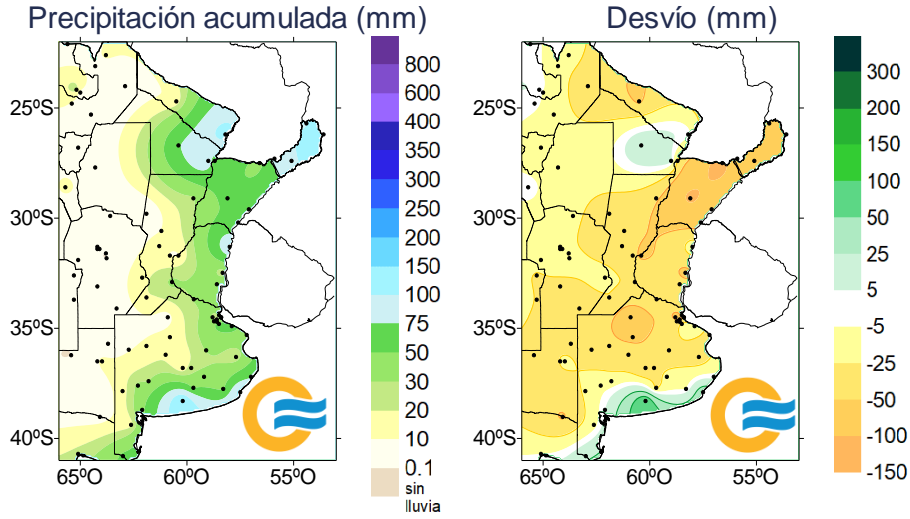 Precipitación acumulada (mm)
Desvío (mm)
25ºS
30ºS
35ºS
40ºS
65ºO
60ºO
55ºO
800
600
400
350
300
250
200
150
100
75
50
30
20
10
0.1
sin
lluvia
25ºS
30ºS
35ºS
40ºS
65ºO
60ºO
55ºO
300
200
150
100
50
25
5
-5
-25
-50
-100
-150